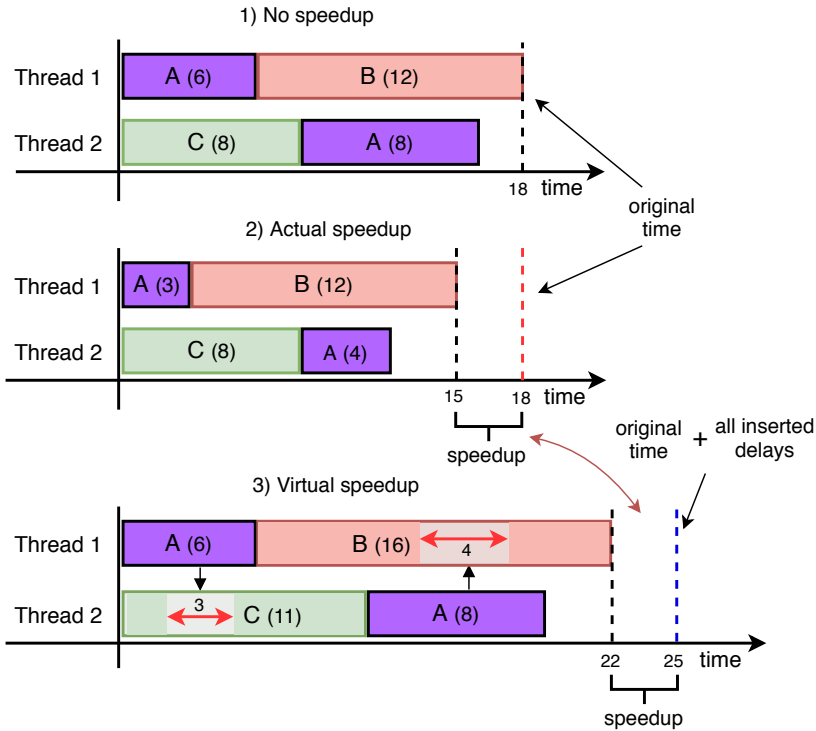 1) No speedup
Thread 1
A (6)
B (12)
Thread 2
C (8)
A (8)
18
time
original
time
2) Actual speedup
Thread 1
A (3)
B (12)
Thread 2
C (8)
A (4)
15
18
time
speedup
original
time
+
all inserted
delays
3) Virtual speedup
Thread 1
A (6)
B (16)
4
Thread 2
3
C (11)
A (8)
22
25
time
speedup